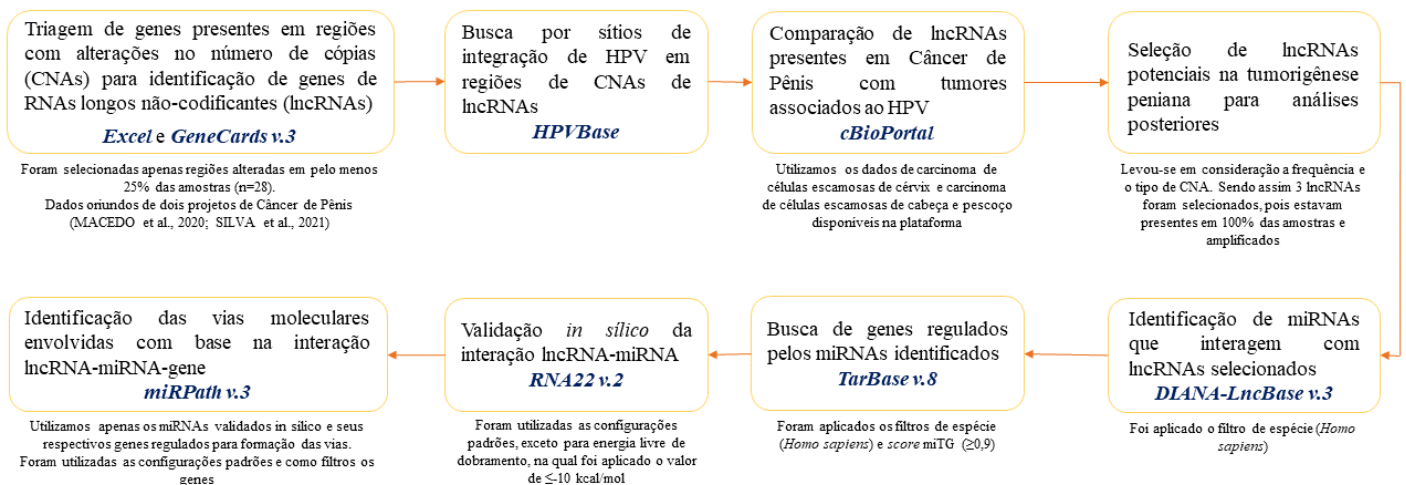 Triagem de genes presentes em regiões
com alterações no número de cópias
(CNAs) para identificação de genes de
RNAs longos não-codificantes (lncRNAs)
Excel e GeneCards v.3
Foram selecionadas apenas regiões alteradas em pelo menos
25% das amostras (n=28).
Dados oriundos de dois projetos de Câncer de Pênis
(MACEDO et al., 2020; SILVA et al., 2021)
Busca por sítios de
integração de HPV em
regiões de CNAs de
lncRNAs
HPVBase
Comparação de lncRNAs
presentes em Câncer de
Pênis com tumores
associados ao HPV
cBioPortal
Utilizamos os dados de carcinoma de
células escamosas de cérvix e carcinoma
de células escamosas de cabeça e pescoço
disponíveis na plataforma
Seleção de lncRNAs
potenciais na tumorigênese
peniana para análises
posteriores
Levou-se em consideração a frequência e
o tipo de CNA. Sendo assim 3 lncRNAs
foram selecionados, pois estavam
presentes em 100% das amostras e
amplificados
Identificação das vias moleculares
envolvidas com base na interação
lncRNA-miRNA-gene
miRPath v.3
Utilizamos apenas os miRNAs validados in silico e seus
respectivos genes regulados para formação das vias.
Foram utilizadas as configurações padrões e como filtros os
genes
Validação in sílico da
interação lncRNA-miRNA
RNA22 v.2
Foram utilizadas as configurações
padrões, exceto para energia livre de
dobramento, na qual foi aplicado o valor
de ≤-10 kcal/mol
Busca de genes regulados
pelos miRNAs identificados
TarBase v.8
Foram aplicados os filtros de espécie
(Homo sapiens) e score miTG (≥0,9)
Identificação de miRNAs
que interagem com
lncRNAs selecionados
DIANA-LncBase v.3
Foi aplicado o filtro de espécie (Homo
sapiens)